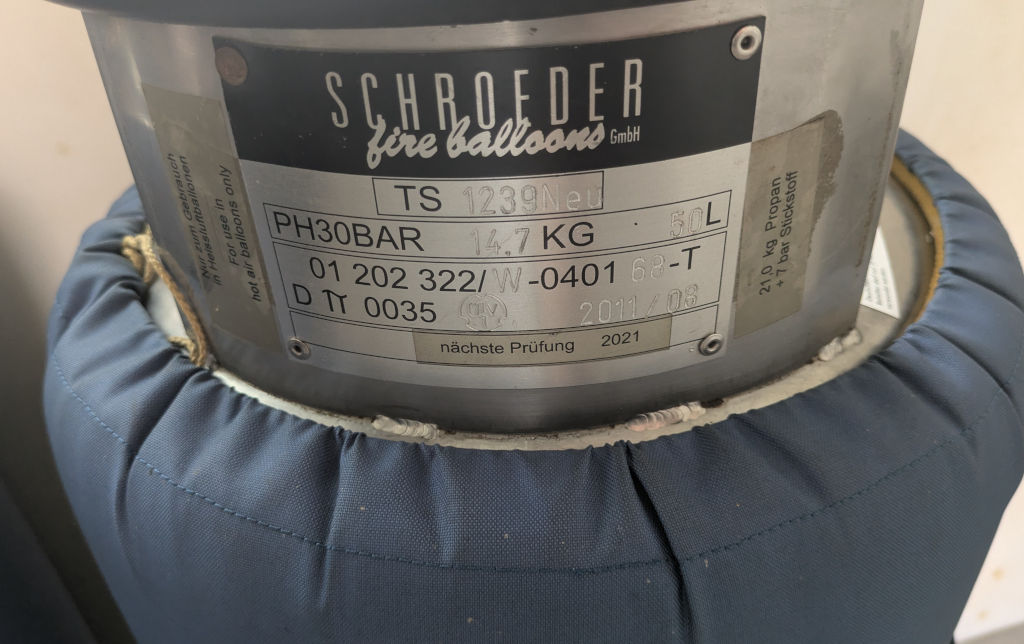 SCHROEDER
fire balloons GmbH
TS 1239Neu
PH30BAR 14,7 KG 50L
01 202 322/W-0401 68-T
D π 0035 2011/08
nächste Prüfung 2021
Nur zum Gebrauch
in Heissluftballonen
For use in
hot air balloons only
21,0 kg Propan
+ 7 bar Stickstoff